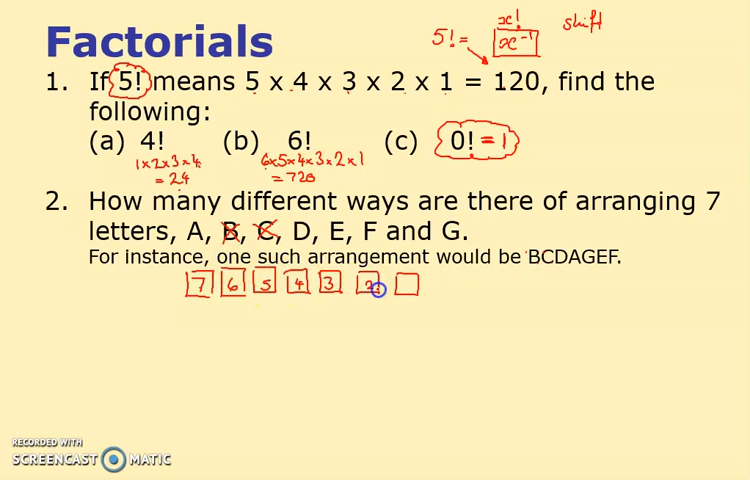 Factorials
5! =
x!
x⁻¹
shift
1. If 5! means 5 x 4 x 3 x 2 x 1 = 120, find the
following:
(a) 4! (b) 6! (c) 0! = 1
1x2x3x4
= 24
6x5x4x3x2x1
= 720
2. How many different ways are there of arranging 7
letters, A, B, C, D, E, F and G.
For instance, one such arrangement would be BCDAGEF.
7 6 5 4 3 2
RECORDED WITH
SCREENCAST MATIC